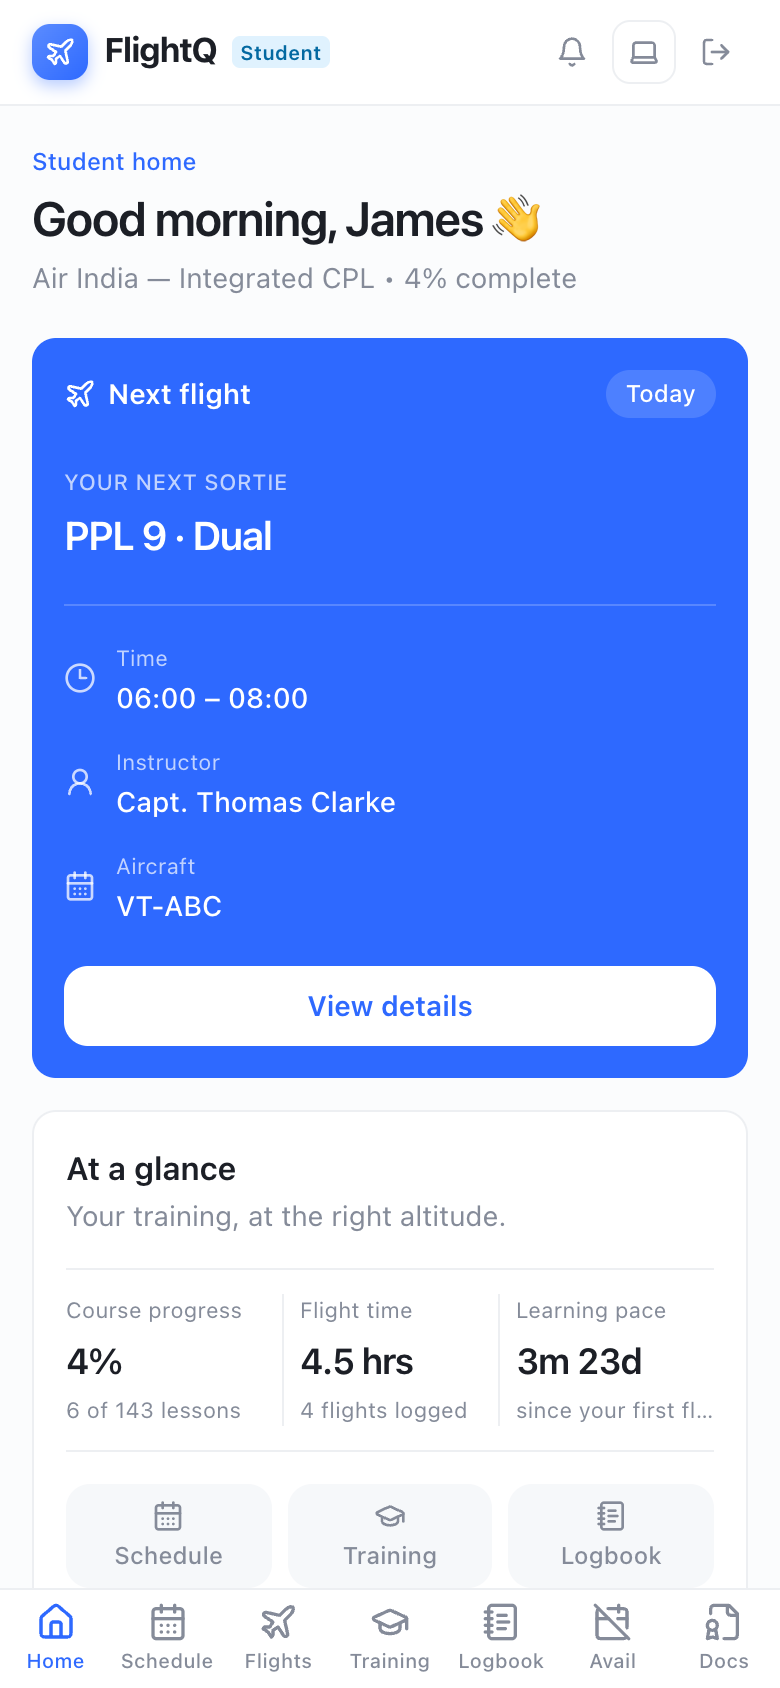 FlightQ Student
Student home
Good morning, James 👋
Air India — Integrated CPL • 4% complete
Next flight
Today
YOUR NEXT SORTIE
PPL 9 · Dual
Time
06:00 – 08:00
Instructor
Capt. Thomas Clarke
Aircraft
VT-ABC
View details
At a glance
Your training, at the right altitude.
Course progress
4%
6 of 143 lessons
Flight time
4.5 hrs
4 flights logged
Learning pace
3m 23d
since your first fl...
Schedule
Training
Logbook
Home
Schedule
Flights
Training
Logbook
Avail
Docs